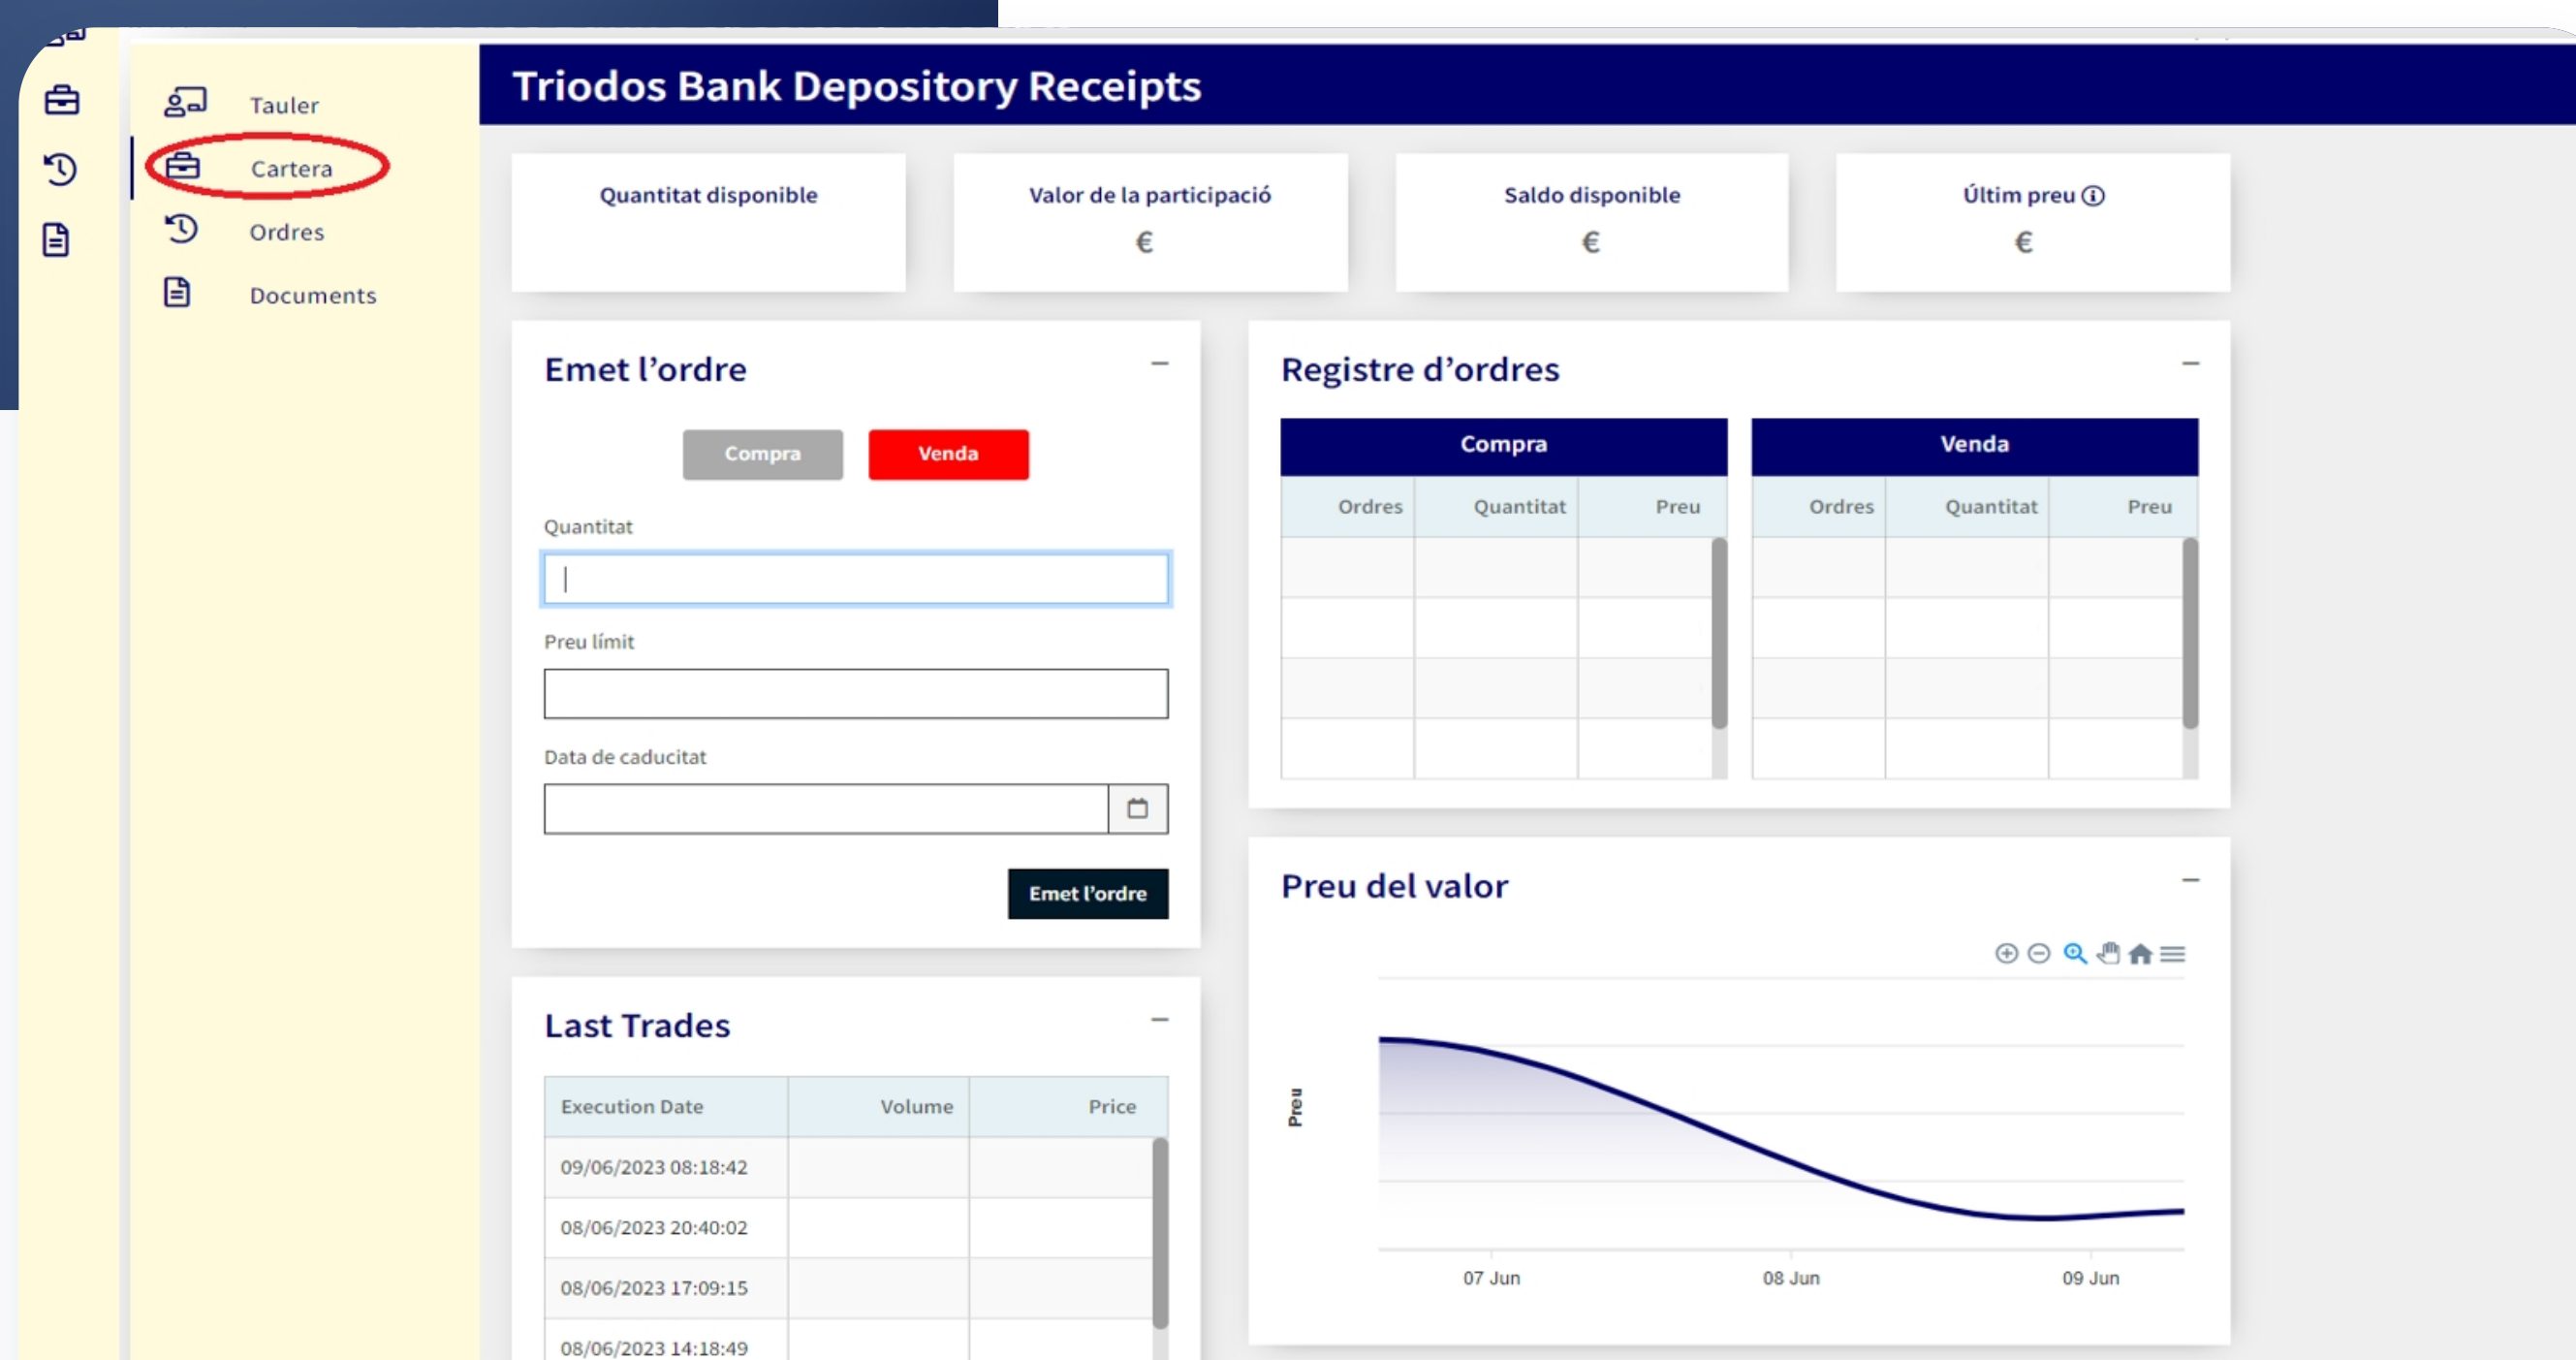 Tauler
Cartera
Ordres
Documents
Triodos Bank Depository Receipts
Quantitat disponible
Valor de la participació
€
Saldo disponible
€
Últim preu
€
Emet l’ordre
Compra Venda
Quantitat
Preu límit
Data de caducitat
Emet l’ordre
Registre d’ordres
Compra
Ordres Quantitat Preu
Venda
Ordres Quantitat Preu
Last Trades
Execution Date Volume Price
09/06/2023 08:18:42
08/06/2023 20:40:02
08/06/2023 17:09:15
08/06/2023 14:18:49
Preu del valor
Preu
07 Jun 08 Jun 09 Jun